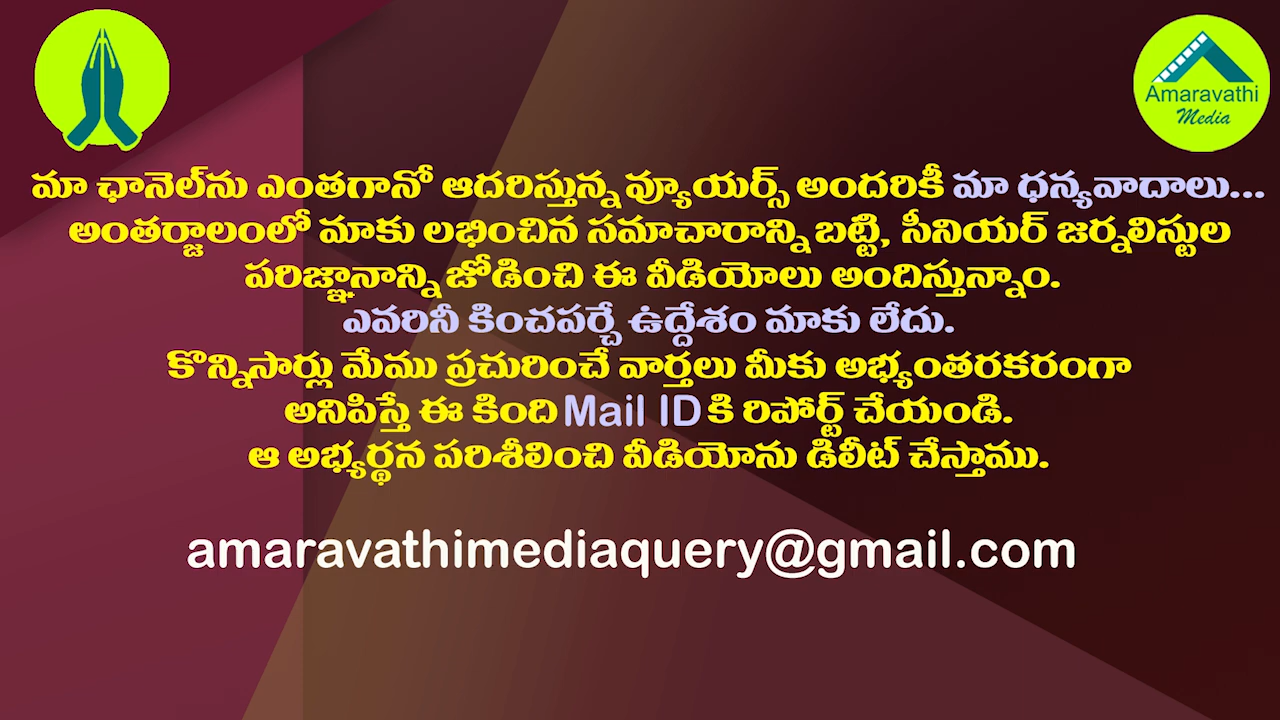 Amaravathi
Media
మా ఛానెల్‌ను ఎంతగానో ఆదరిస్తున్న వ్యూయర్స్ అందరికీ మా ధన్యవాదాలు...
అంతర్జాలంలో మాకు లభించిన సమాచారాన్ని బట్టి, సీనియర్ జర్నలిస్టుల
పరిజ్ఞానాన్ని జోడించి ఈ వీడియోలు అందిస్తున్నాం.
ఎవరినీ కించపర్చే ఉద్దేశం మాకు లేదు.
కొన్నిసార్లు మేము ప్రచురించే వార్తలు మీకు అభ్యంతరకరంగా
అనిపిస్తే ఈ కింది Mail ID కి రిపోర్ట్ చేయండి.
ఆ అభ్యర్థన పరిశీలించి వీడియోను డిలీట్ చేస్తాము.
amaravathimediaquery@gmail.com